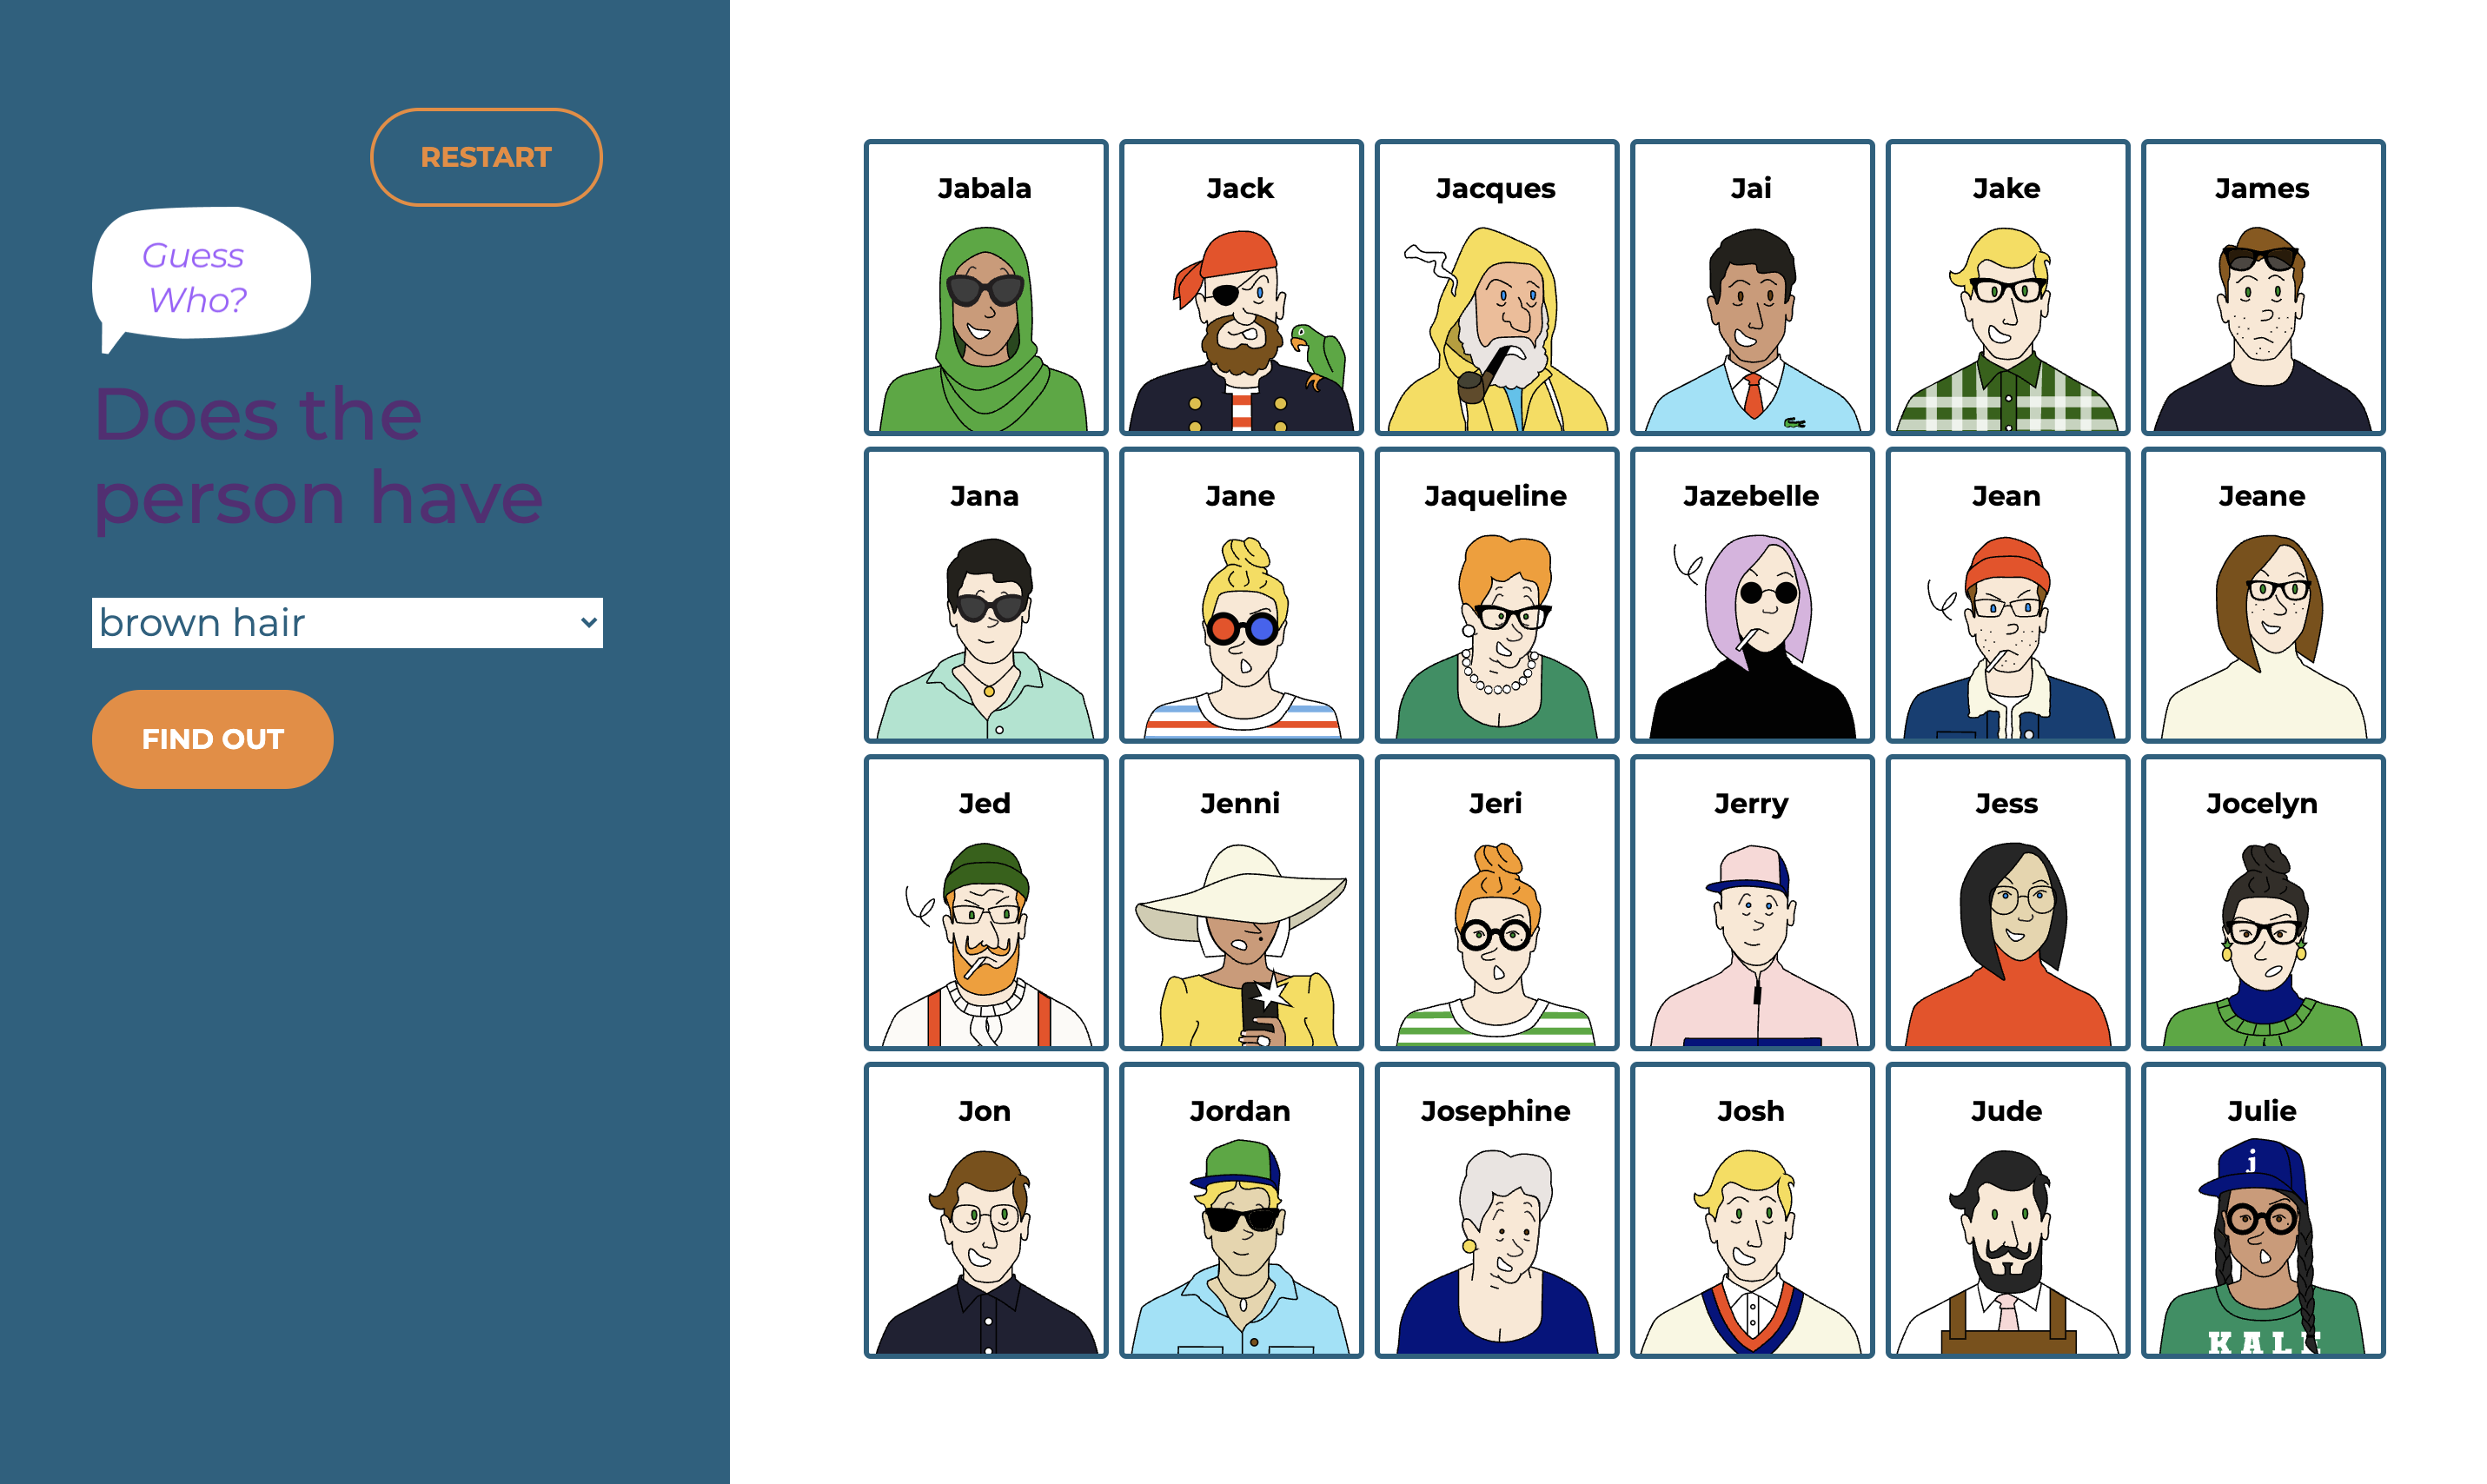 RESTART
Guess
Who?
Does the
person have
brown hair
FIND OUT
Jabala
Jack
Jacques
Jai
Jake
James
Jana
Jane
Jaqueline
Jazebelle
Jean
Jeane
Jed
Jenni
Jeri
Jerry
Jess
Jocelyn
Jon
Jordan
Josephine
Josh
Jude
Julie
j